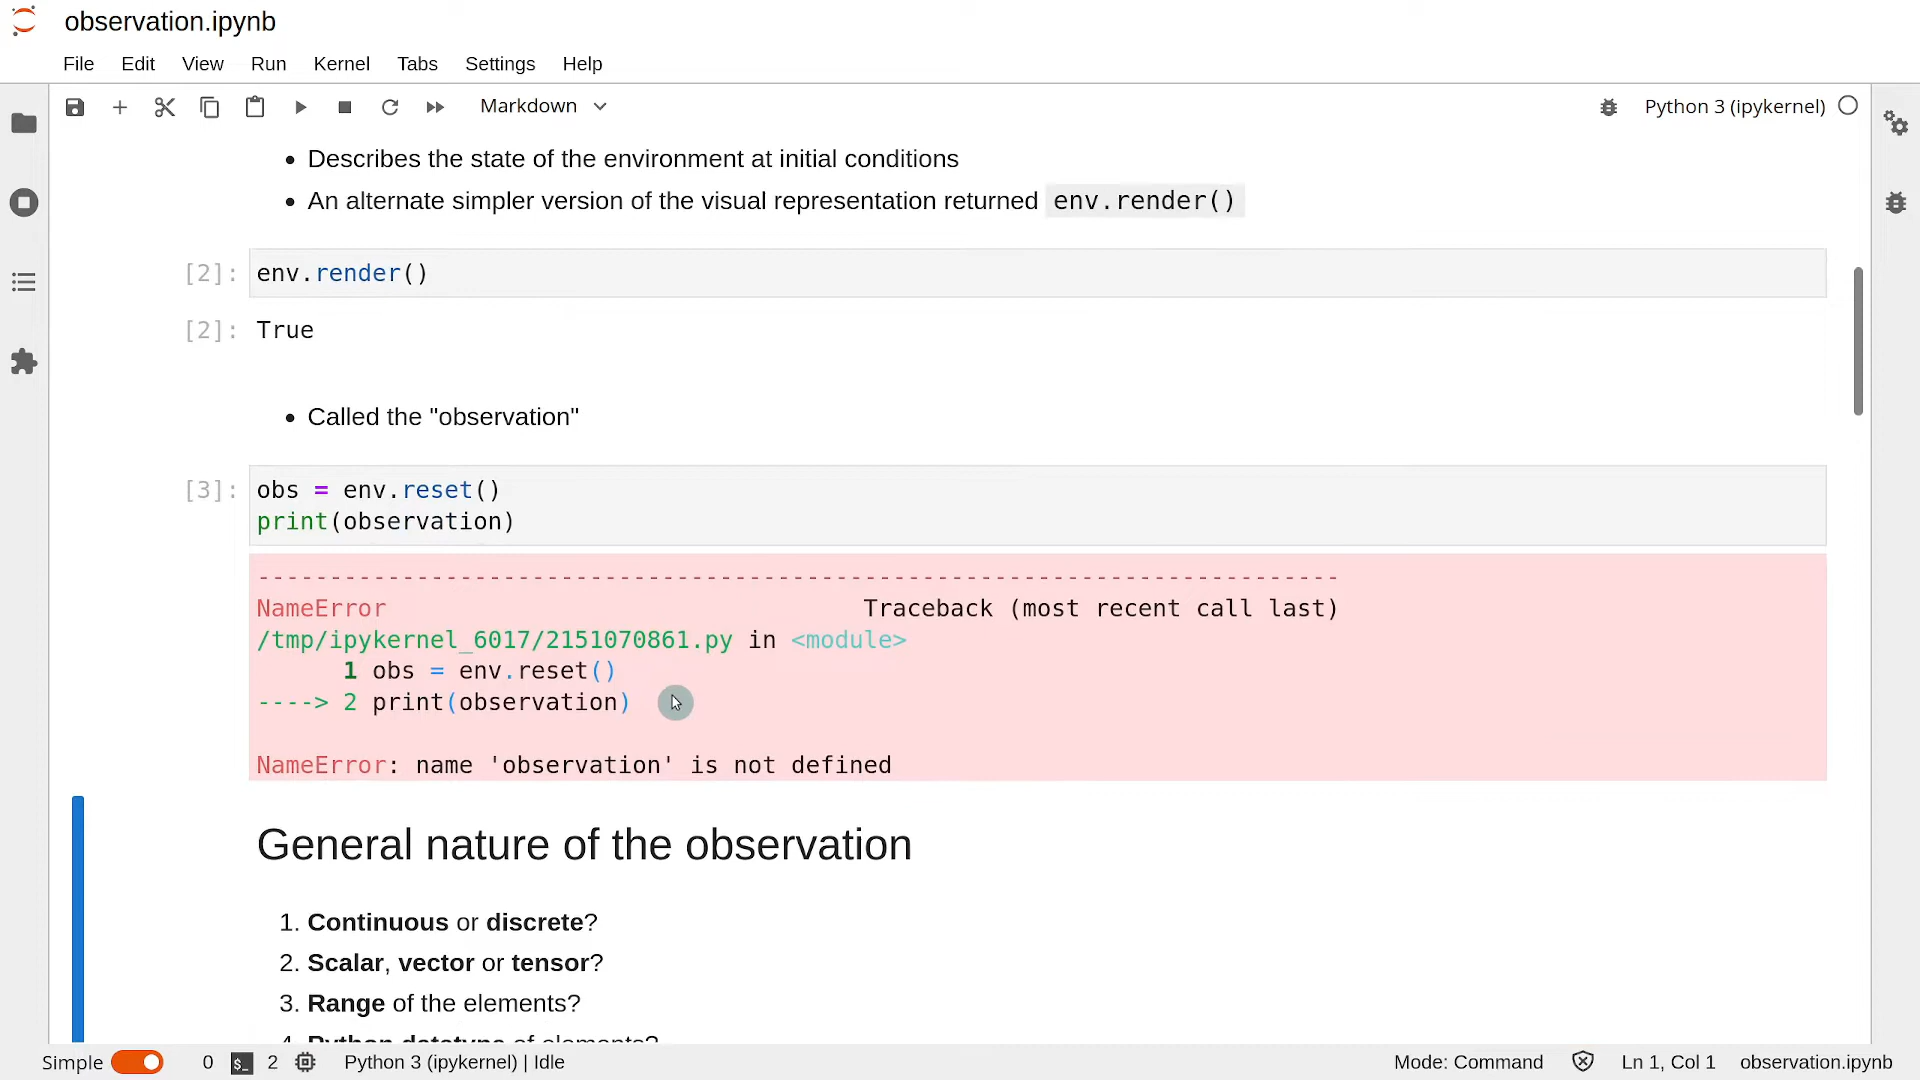 observation.ipynb
File Edit View Run Kernel Tabs Settings Help
Markdown Python 3 (ipykernel)
• Describes the state of the environment at initial conditions
• An alternate simpler version of the visual representation returned env.render()
[2]: env.render()
[2]: True
• Called the "observation"
[3]: obs = env.reset()
print(observation)
---------------------------------------------------------------------------
NameError Traceback (most recent call last)
/tmp/ipykernel_6017/2151070861.py in <module>
1 obs = env.reset()
----> 2 print(observation)
NameError: name 'observation' is not defined
General nature of the observation
1. Continuous or discrete?
2. Scalar, vector or tensor?
3. Range of the elements?
4. Python datatype of elements?
Simple 0 $_ 2 Python 3 (ipykernel) | Idle Mode: Command Ln 1, Col 1 observation.ipynb